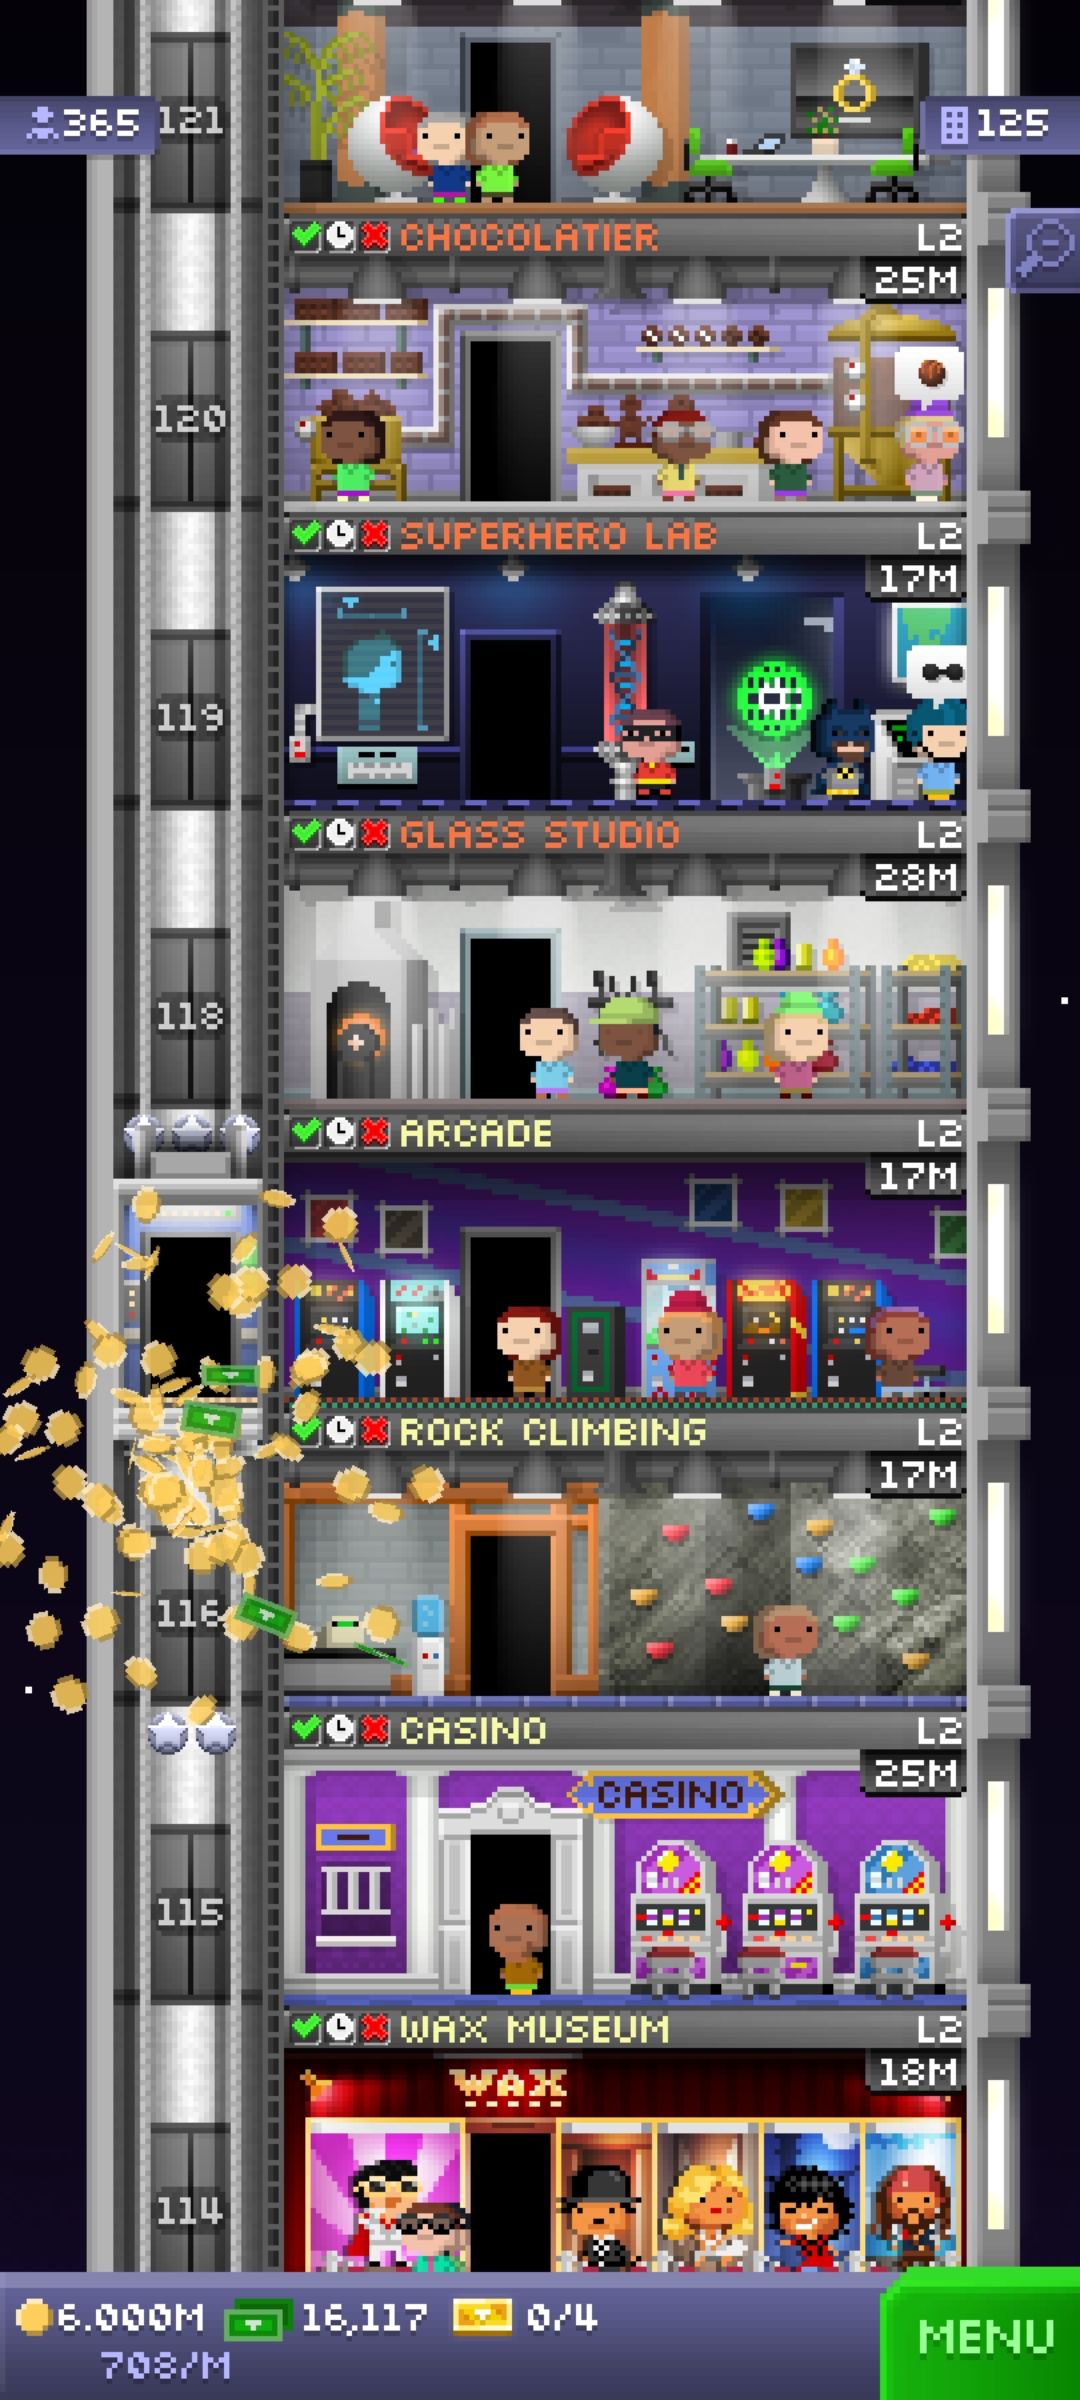 121
365
125
CHOCOLATIER L2
25M
120
SUPERHERO LAB L2
17M
119
GLASS STUDIO L2
28M
118
ARCADE L2
17M
ROCK CLIMBING L2
17M
116
CASINO L2
25M
CASINO
115
WAX MUSEUM L2
18M
WAX
114
6.000M 16,117 0/4
708/M
MENU